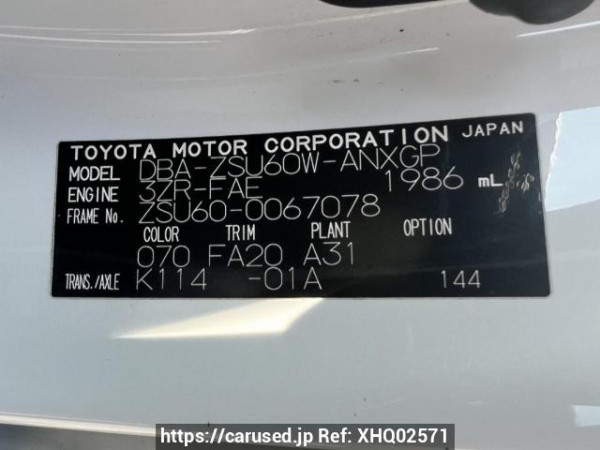 TOYOTA MOTOR CORPORATION JAPAN
MODEL DBA-ZSU60W-ANXGP
ENGINE 3ZR-FAE 1986 mL
FRAME No. ZSU60-0067078
COLOR TRIM PLANT OPTION
070 FA20 A31
TRANS./AXLE K114 -01A 144
https://carused.jp Ref: XHQ02571